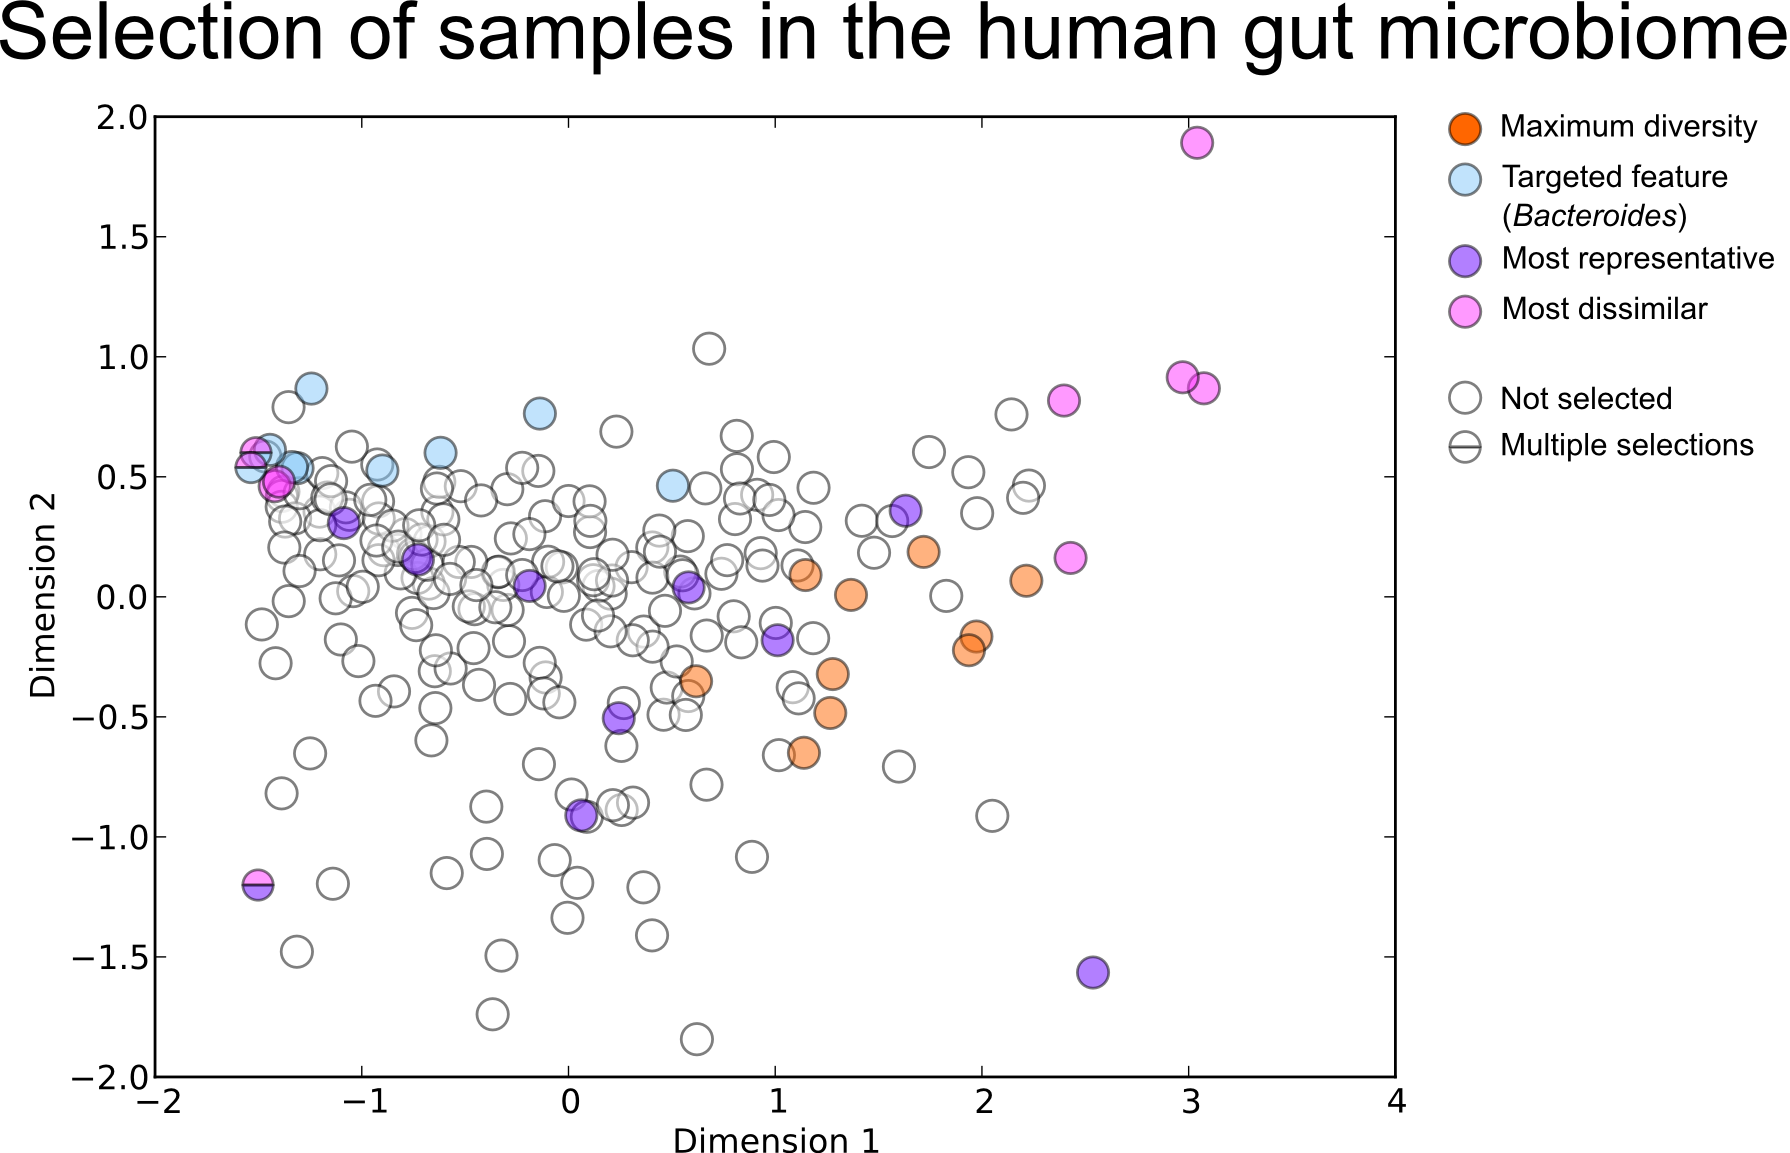 Selection of samples in the human gut microbiome
2.0
1.5
1.0
0.5
0.0
−0.5
−1.0
−1.5
−2.0
Dimension 2
−2
−1
0
1
2
3
4
Dimension 1
Maximum diversity
Targeted feature
(Bacteroides)
Most representative
Most dissimilar
Not selected
Multiple selections